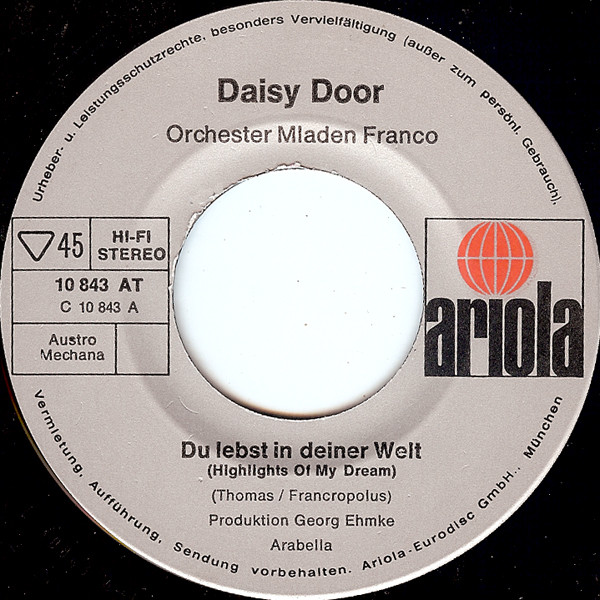 Urheber- u. Leistungsschutzrechte, besonders Vervielfältigung (außer zum persönl. Gebrauch),
Daisy Door
Orchester Mladen Franco
45
HI-FI
STEREO
10 843 AT
C 10 843 A
Austro
Mechana
ariola
Du lebst in deiner Welt
(Highlights Of My Dream)
(Thomas / Francropolus)
Produktion Georg Ehmke
Arabella
Vermietung, Aufführung, Sendung vorbehalten. Ariola-Eurodisc GmbH., München